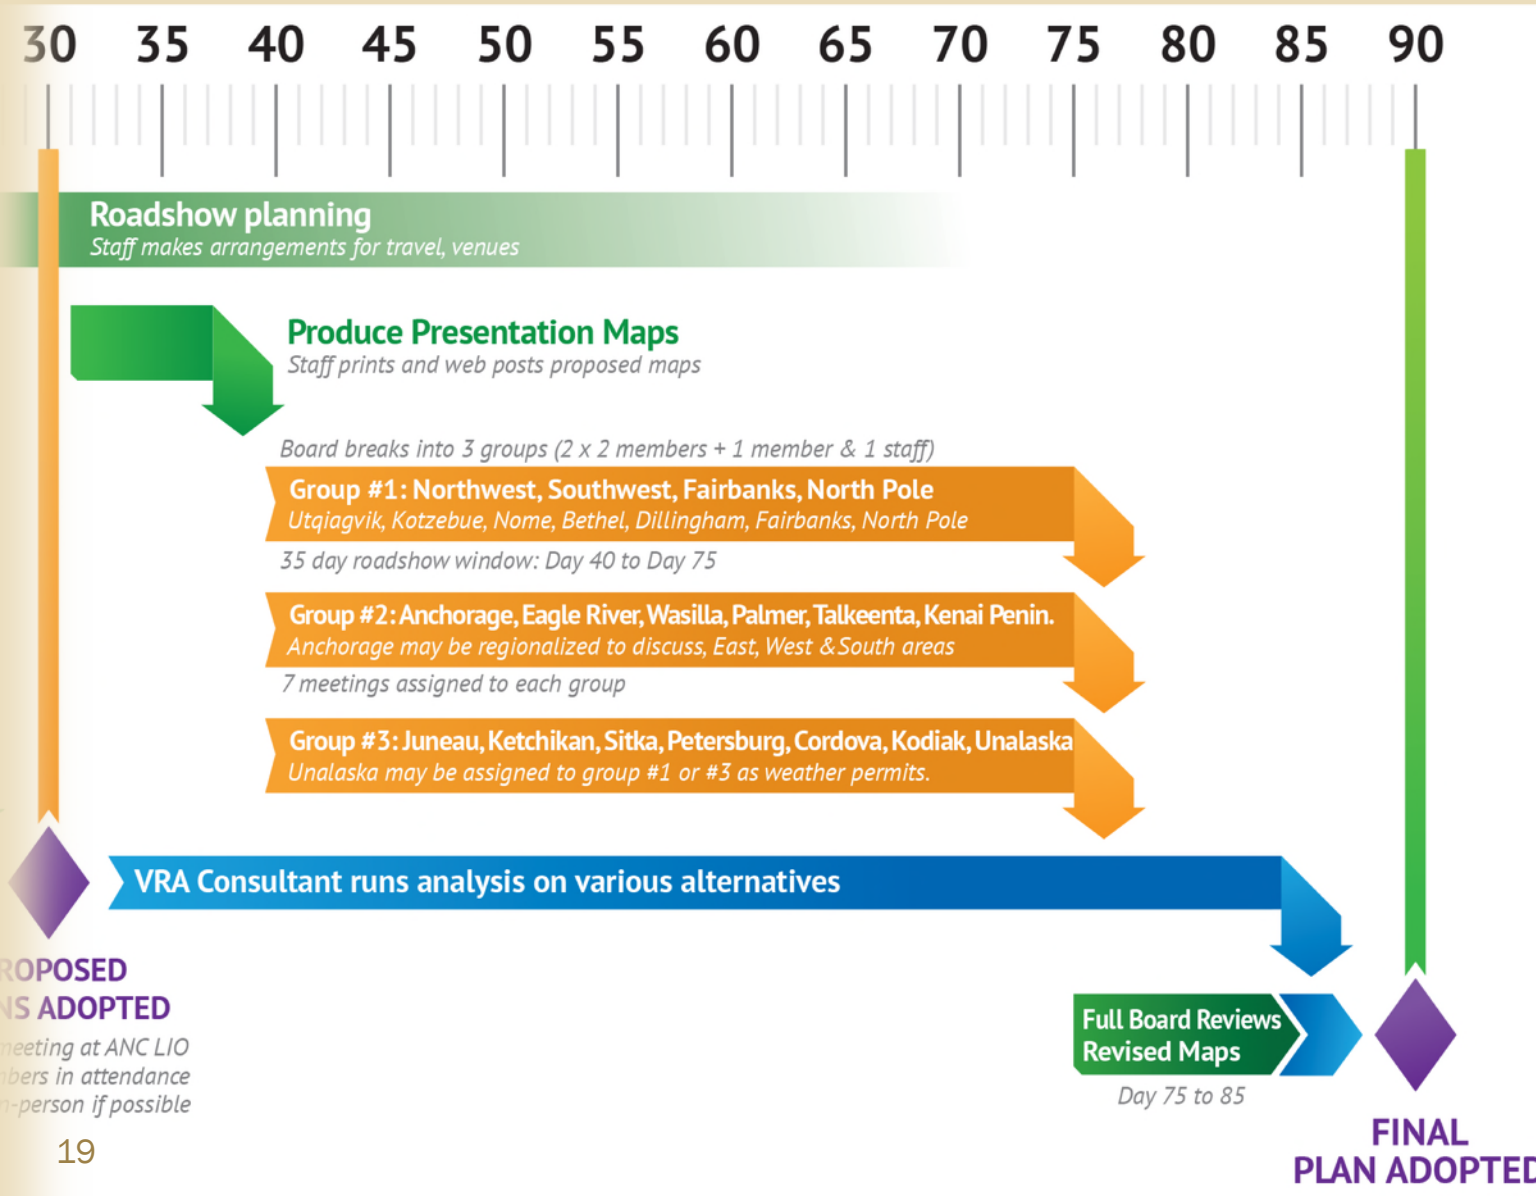 30 35 40 45 50 55 60 65 70 75 80 85 90
Roadshow planning
Staff makes arrangements for travel, venues
Produce Presentation Maps
Staff prints and web posts proposed maps
Board breaks into 3 groups (2 x 2 members + 1 member & 1 staff)
Group #1: Northwest, Southwest, Fairbanks, North Pole
Utqiagvik, Kotzebue, Nome, Bethel, Dillingham, Fairbanks, North Pole
35 day roadshow window: Day 40 to Day 75
Group #2: Anchorage, Eagle River, Wasilla, Palmer, Talkeenta, Kenai Penin.
Anchorage may be regionalized to discuss, East, West & South areas
7 meetings assigned to each group
Group #3: Juneau, Ketchikan, Sitka, Petersburg, Cordova, Kodiak, Unalaska
Unalaska may be assigned to group #1 or #3 as weather permits.
VRA Consultant runs analysis on various alternatives
ROPOSED
NS ADOPTED
meeting at ANC LIO
bers in attendance
n-person if possible
Full Board Reviews
Revised Maps
Day 75 to 85
FINAL
PLAN ADOPTED
19